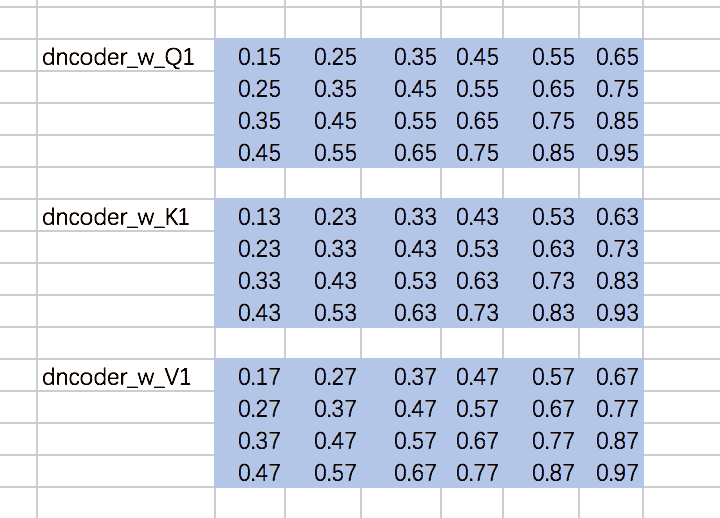 dncoder_w_Q1 0.15 0.25 0.35 0.45 0.55 0.65
0.25 0.35 0.45 0.55 0.65 0.75
0.35 0.45 0.55 0.65 0.75 0.85
0.45 0.55 0.65 0.75 0.85 0.95
dncoder_w_K1 0.13 0.23 0.33 0.43 0.53 0.63
0.23 0.33 0.43 0.53 0.63 0.73
0.33 0.43 0.53 0.63 0.73 0.83
0.43 0.53 0.63 0.73 0.83 0.93
dncoder_w_V1 0.17 0.27 0.37 0.47 0.57 0.67
0.27 0.37 0.47 0.57 0.67 0.77
0.37 0.47 0.57 0.67 0.77 0.87
0.47 0.57 0.67 0.77 0.87 0.97